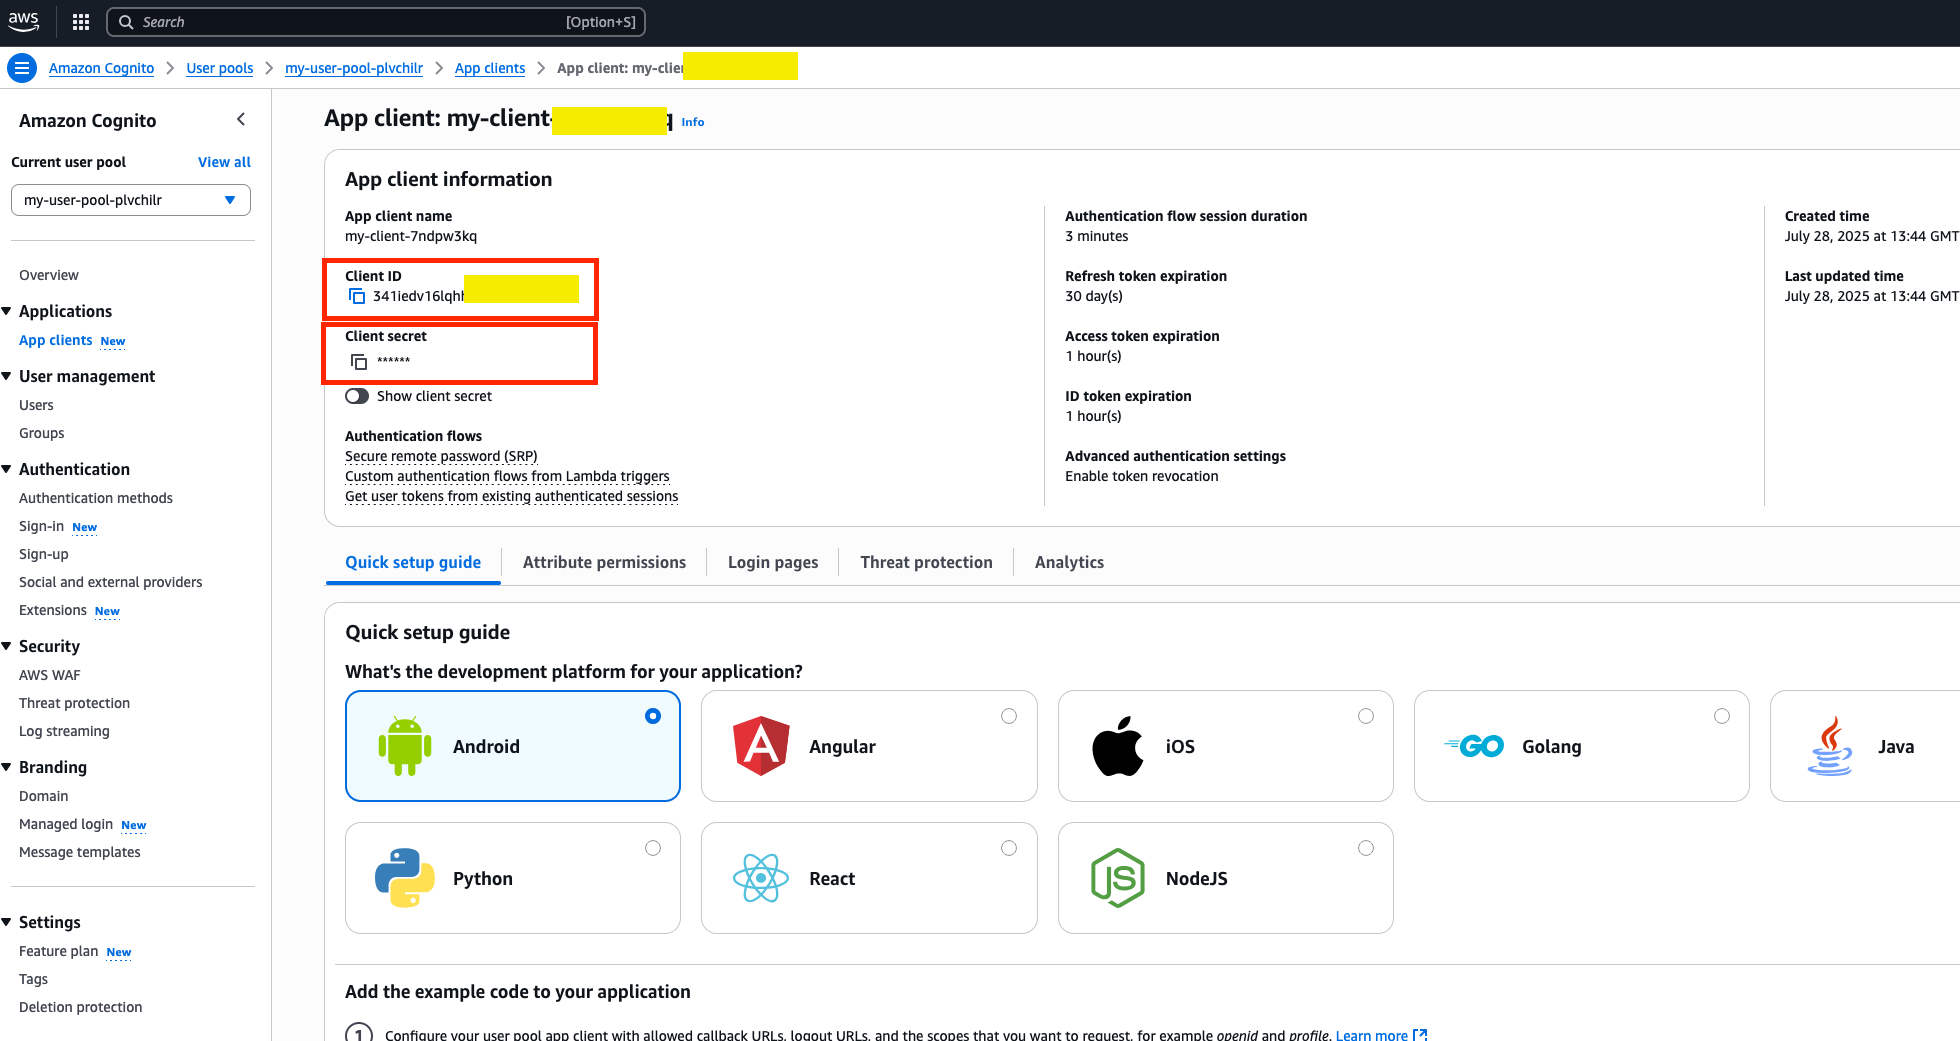 aws
Search [Option+S]
Amazon Cognito > User pools > my-user-pool-plvchilr > App clients > App client: my-clie
Amazon Cognito
Current user pool View all
my-user-pool-plvchilr
Overview
Applications
App clients New
User management
Users
Groups
Authentication
Authentication methods
Sign-in New
Sign-up
Social and external providers
Extensions New
Security
AWS WAF
Threat protection
Log streaming
Branding
Domain
Managed login New
Message templates
Settings
Feature plan New
Tags
Deletion protection
App client: my-client- q Info
App client information
App client name
my-client-7ndpw3kq
Client ID
341iedv16lqh
Client secret
******
Show client secret
Authentication flows
Secure remote password (SRP)
Custom authentication flows from Lambda triggers
Get user tokens from existing authenticated sessions
Authentication flow session duration
3 minutes
Refresh token expiration
30 day(s)
Access token expiration
1 hour(s)
ID token expiration
1 hour(s)
Advanced authentication settings
Enable token revocation
Created time
July 28, 2025 at 13:44 GMT
Last updated time
July 28, 2025 at 13:44 GMT
Quick setup guide
Attribute permissions
Login pages
Threat protection
Analytics
Quick setup guide
What's the development platform for your application?
Android
Angular
iOS
GO Golang
Java
Python
React
JS NodeJS
Add the example code to your application
1 Configure your user pool app client with allowed callback URLs, logout URLs, and the scopes that you want to request, for example openid and profile. Learn more